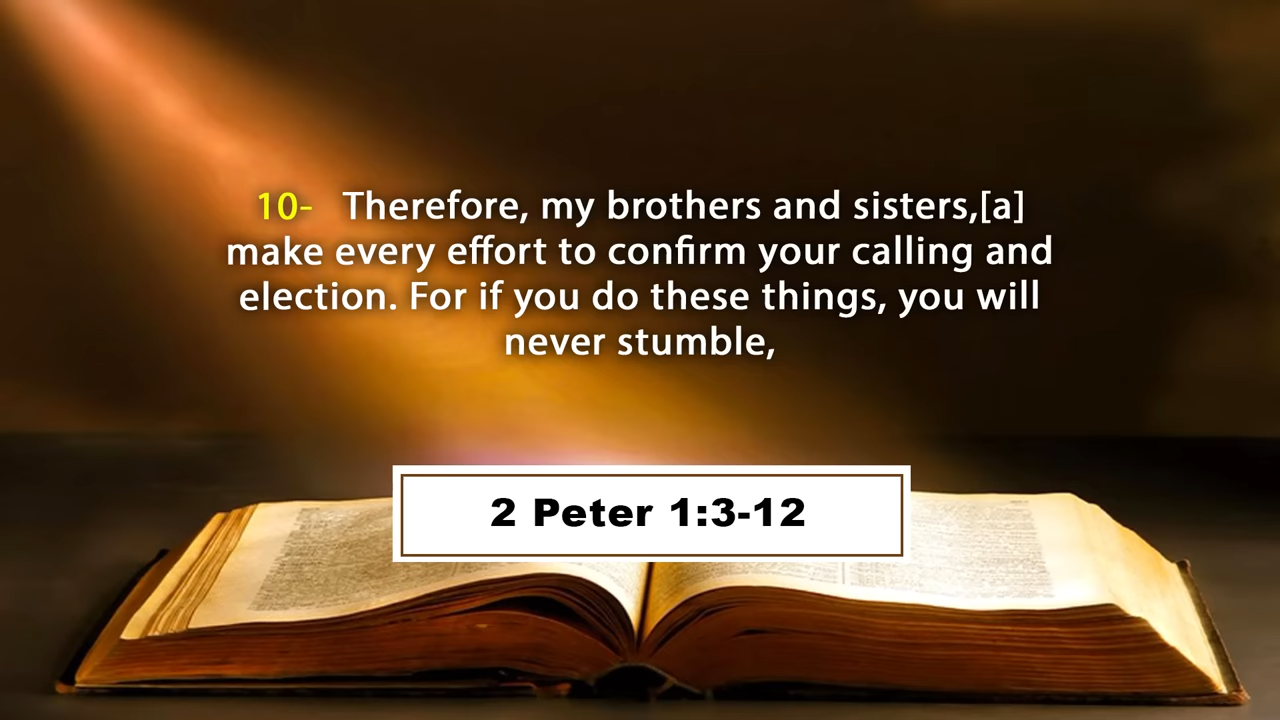 10- Therefore, my brothers and sisters,[a]
make every effort to confirm your calling and
election. For if you do these things, you will
never stumble,
2 Peter 1:3-12